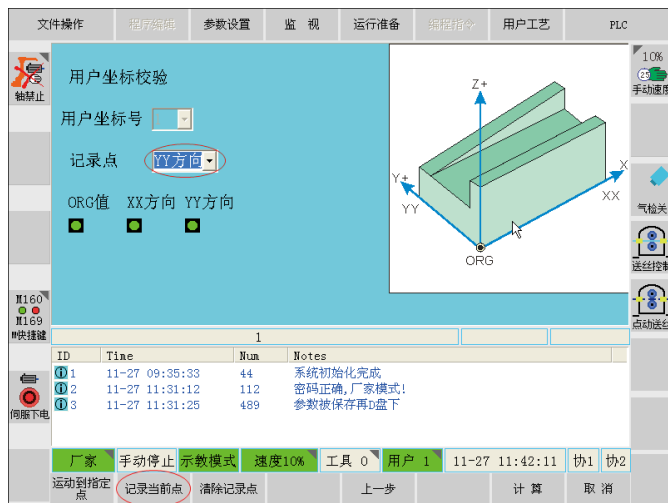 文件操作 程序编辑 参数设置 监 视 运行准备 编程指令 用户工艺 PLC
轴禁止
10%
手动速度
用户坐标校验
用户坐标号
记录点 YY方向
ORG值 XX方向 YY方向
Z+
Y+
YY
X
XX
ORG
气检关
送丝控制
点动送丝
M160
M169
M快捷键
伺服下电
1
ID Time Num Notes
1 11-27 09:35:33 44 系统初始化完成
2 11-27 11:31:12 112 密码正确,厂家模式!
3 11-27 11:31:25 489 参数被保存再D盘下
厂家 手动停止 示教模式 速度10% 工具 0 用户 1 11-27 11:42:11 协1 协2
运动到指定点 记录当前点 清除记录点 上一步 计 算 取 消